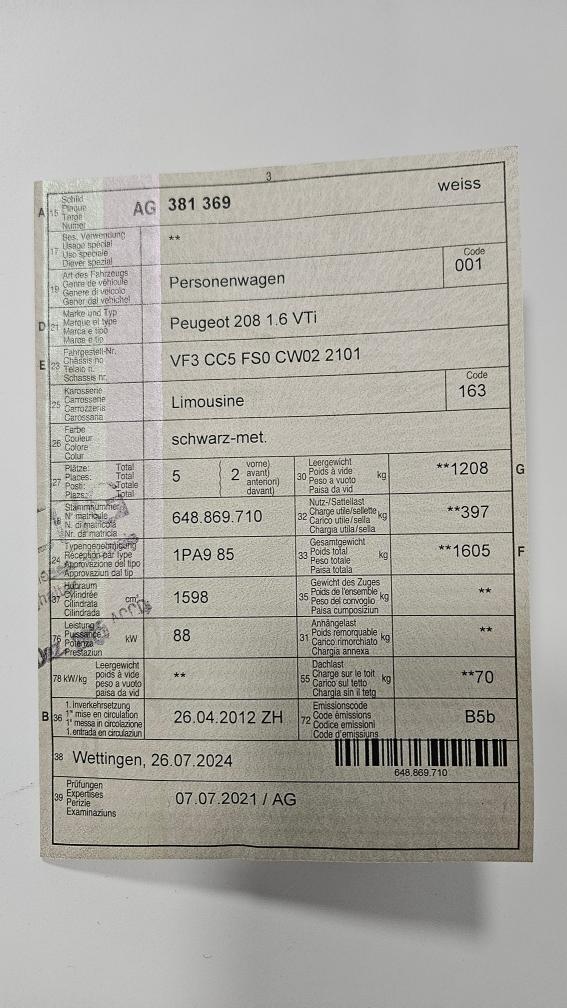 3
A 15 Schild
Plaque
Targa
Numer
AG 381 369 weiss
17 Bes. Verwendung
Usage spécial
Uso speciale
Diever spezial
**
19 Art des Fahrzeugs
Genre de véhicule
Genere di veicolo
Gener dal vehichel
Personenwagen
Code
001
D 21 Marke und Typ
Marque et type
Marca e tipo
Marca e tip
Peugeot 208 1.6 VTi
E 23 Fahrgestell-Nr.
Châssis no
Telaio n.
Schassis nr.
VF3 CC5 FS0 CW02 2101
25 Karosserie
Carrosserie
Carrozzeria
Carossaria
Limousine
Code
163
26 Farbe
Couleur
Colore
Colur
schwarz-met.
27 Plätze: Total
Places: Total
Posti: Totale
Plazs: Total
5
2 vorne)
avant)
anteriori)
davant)
30 Leergewicht
Poids à vide
Peso a vuoto
Paisa da vid
kg
**1208 G
18 Stammnummer
N° matricule
N. di matricola
Nr. da matricla
648.869.710
32 Nutz-/Sattellast
Charge utile/sellette
Carico utile/sella
Chargia utila/sella
kg
**397
24 Typengenehmigung
Réception par type
Approvazione del tipo
Approvaziun dal tip
1PA9 85
33 Gesamtgewicht
Poids total
Peso totale
Paisa totala
kg
**1605 F
37 Hubraum
Cylindrée
Cilindrata
Cilindrada
cm³
1598
35 Gewicht des Zuges
Poids de l'ensemble
Peso del convoglio
Paisa cumposiziun
kg
**
76 Leistung
Puissance
Potenza
Prestaziun
kW
88
31 Anhängelast
Poids remorquable
Carico rimorchiato
Chargia annexa
kg
**
78 kW/kg
Leergewicht
poids à vide
peso a vuoto
paisa da vid
**
55 Dachlast
Charge sur le toit
Carico sul tetto
Chargia sin il tetg
kg
**70
B 36 1. Inverkehrsetzung
1re mise en circulation
1a messa in circolazione
1. entrada en circulaziun
26.04.2012 ZH
72 Emissionscode
Code émissions
Codice emissioni
Code d'emissiuns
B5b
38 Wettingen, 26.07.2024
648.869.710
39 Prüfungen
Expertises
Perizie
Examinaziuns
07.07.2021 / AG